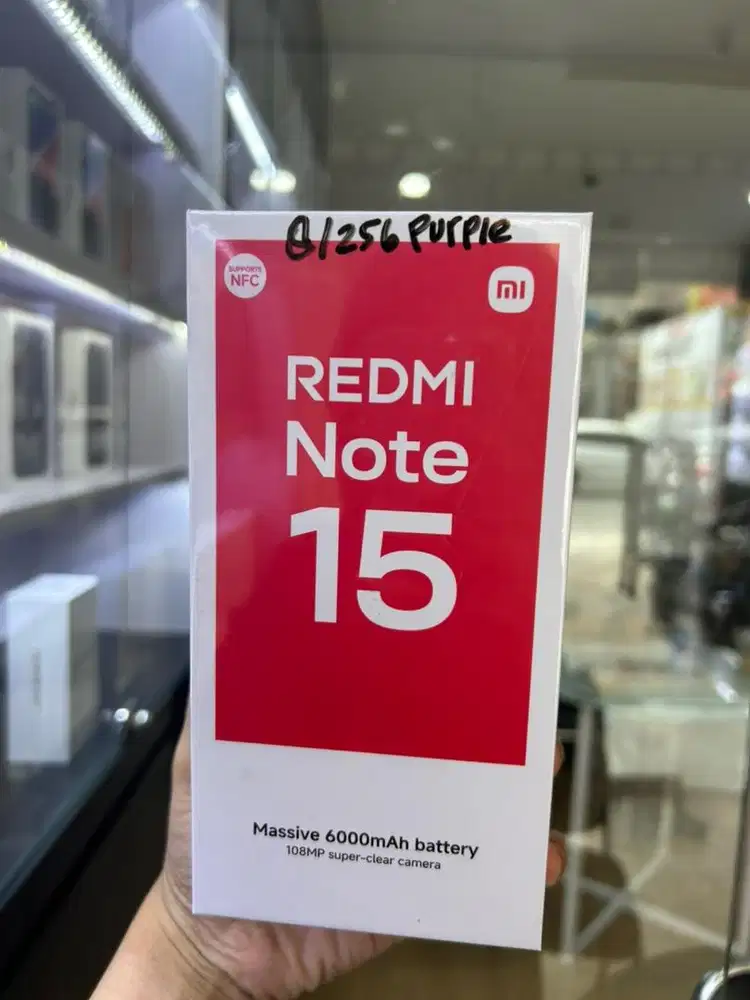 8/256 Purple
SUPPORTS
NFC
mi
REDMI
Note
15
Massive 6000mAh battery
108MP super-clear camera